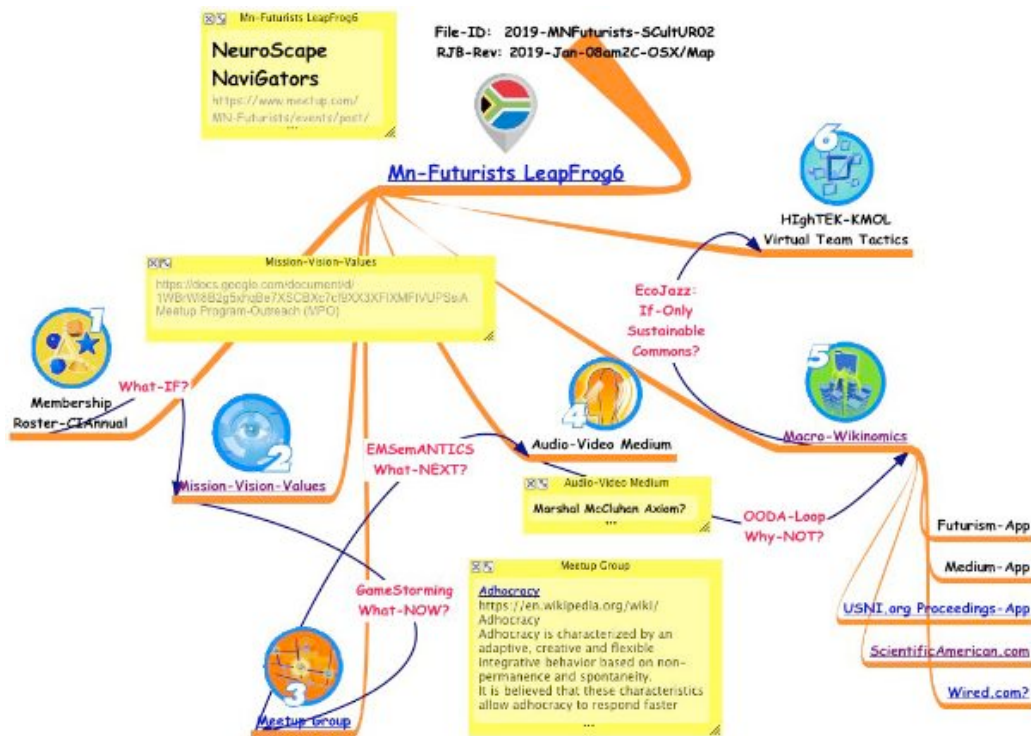 Mn-Futurists LeapFrog6
NeuroScape
NaviGators
https://www.meetup.com/
MN-Futurists/events/past/
...
File-ID: 2019-MNFuturists-SCultUR02
RJB-Rev: 2019-Jan-08am2C-OSX/Map
Mn-Futurists LeapFrog6
6
HIghTEK-KMOL
Virtual Team Tactics
Mission-Vision-Values
https://docs.google.com/document/d/
Meetup Program-Outreach (MPO)
EcoJazz:
If-Only
Sustainable
Commons?
1
Membership
Roster-CIAnnual
What-IF?
2
Mission-Vision-Values
EMSemANTICS
What-NEXT?
4
Audio-Video Medium
5
Macro-Wikinomics
Audio-Video Medium
Marshal McCluhan Axiom?
...
OODA-Loop
Why-NOT?
Futurism-App
Medium-App
USNI.org Proceedings-App
ScientificAmerican.com
Wired.com?
GameStorming
What-NOW?
3
Meetup Group
Meetup Group
Adhocracy
https://en.wikipedia.org/wiki/
Adhocracy
Adhocracy is characterized by an
adaptive, creative and flexible
integrative behavior based on non-
permanence and spontaneity.
It is believed that these characteristics
allow adhocracy to respond faster
...